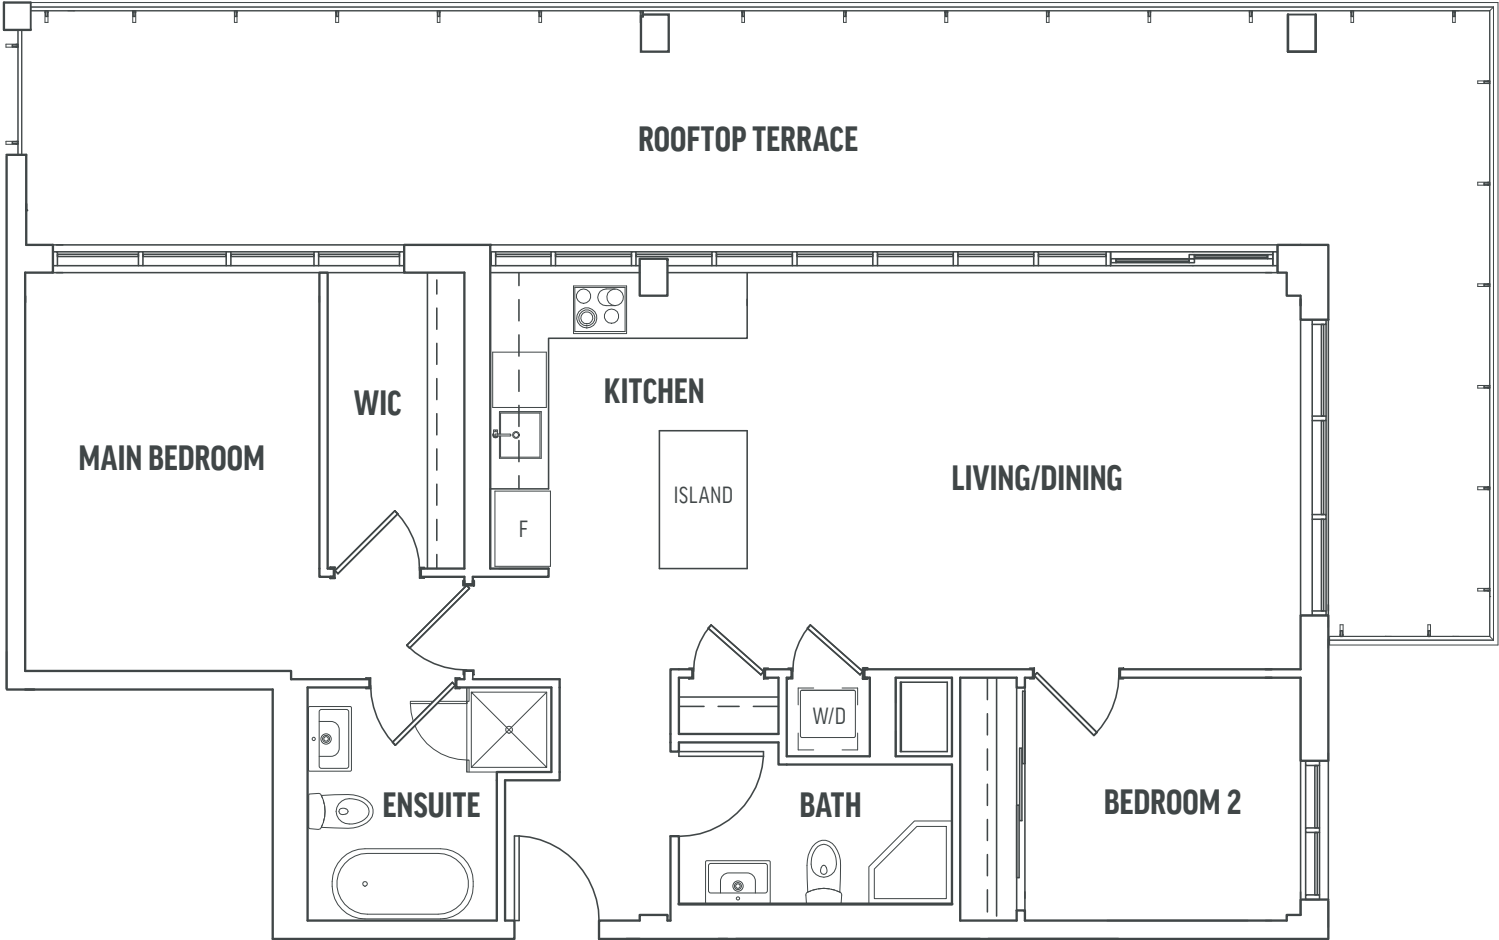 ROOFTOP TERRACE
WIC
KITCHEN
MAIN BEDROOM
LIVING/DINING
ISLAND
F
W/D
ENSUITE
BATH
BEDROOM 2